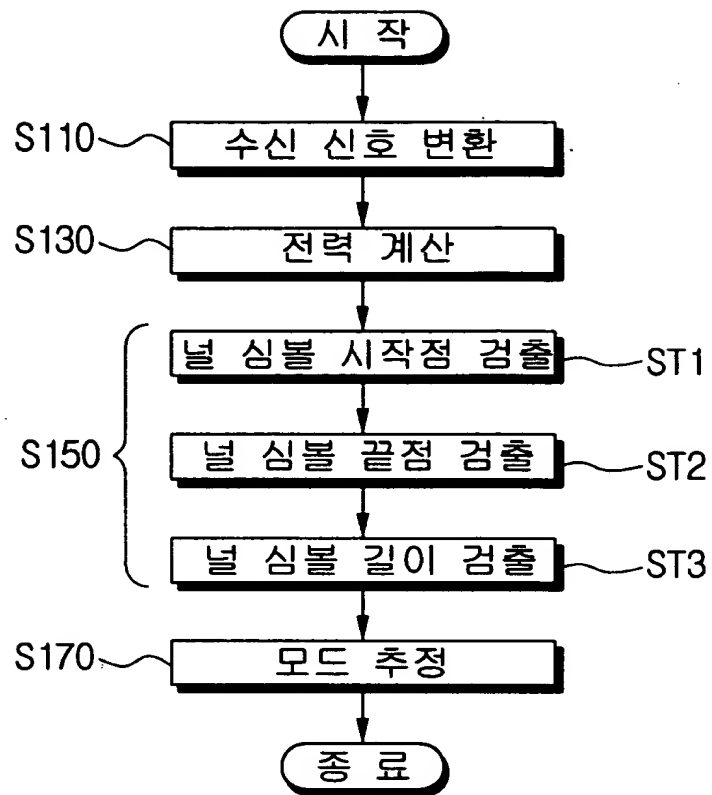 시 작
S110 수신 신호 변환
S130 전력 계산
널 심볼 시작점 검출 ST1
S150 널 심볼 끝점 검출 ST2
널 심볼 길이 검출 ST3
S170 모드 추정
종 료